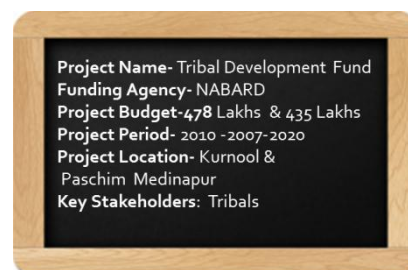 Project Name- Tribal Development Fund
Funding Agency- NABARD
Project Budget-478 Lakhs & 435 Lakhs
Project Period- 2010 -2007-2020
Project Location- Kurnool &
Paschim Medinapur
Key Stakeholders: Tribals